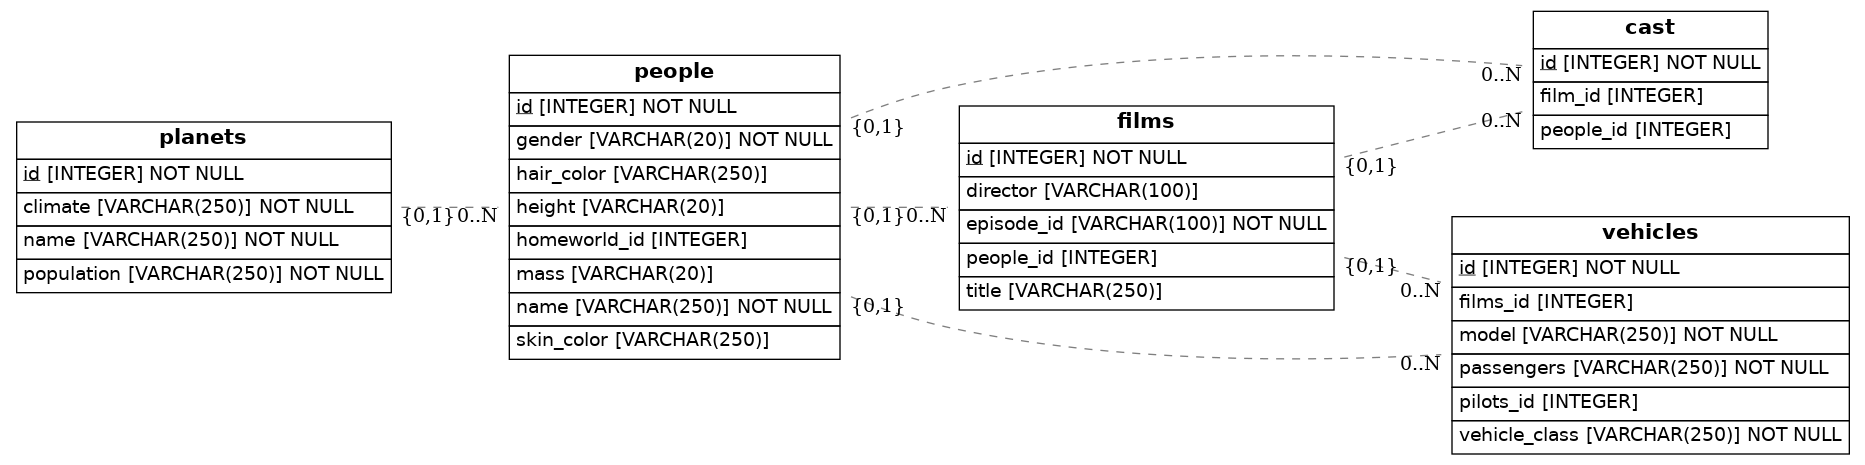 planets
id [INTEGER] NOT NULL
climate [VARCHAR(250)] NOT NULL
name [VARCHAR(250)] NOT NULL
population [VARCHAR(250)] NOT NULL
{0,1}
0..N
people
id [INTEGER] NOT NULL
gender [VARCHAR(20)] NOT NULL
hair_color [VARCHAR(250)]
height [VARCHAR(20)]
homeworld_id [INTEGER]
mass [VARCHAR(20)]
name [VARCHAR(250)] NOT NULL
skin_color [VARCHAR(250)]
{0,1}
{0,1}
0..N
{0,1}
films
id [INTEGER] NOT NULL
director [VARCHAR(100)]
episode_id [VARCHAR(100)] NOT NULL
people_id [INTEGER]
title [VARCHAR(250)]
{0,1}
{0,1}
0..N
0..N
0..N
0..N
cast
id [INTEGER] NOT NULL
film_id [INTEGER]
people_id [INTEGER]
vehicles
id [INTEGER] NOT NULL
films_id [INTEGER]
model [VARCHAR(250)] NOT NULL
passengers [VARCHAR(250)] NOT NULL
pilots_id [INTEGER]
vehicle_class [VARCHAR(250)] NOT NULL